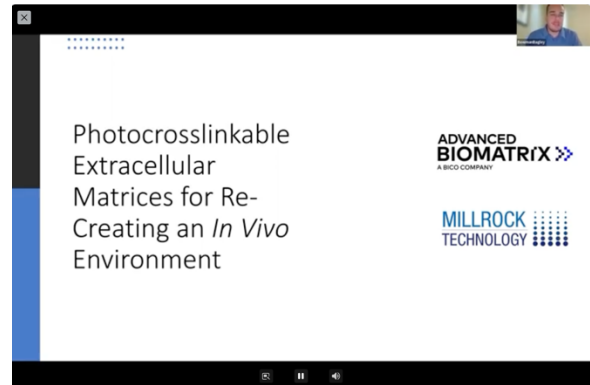 Photocrosslinkable
Extracellular
Matrices for Re-
Creating an In Vivo
Environment
ADVANCED
BIOMATRIX
A BICO COMPANY
MILLROCK
TECHNOLOGY